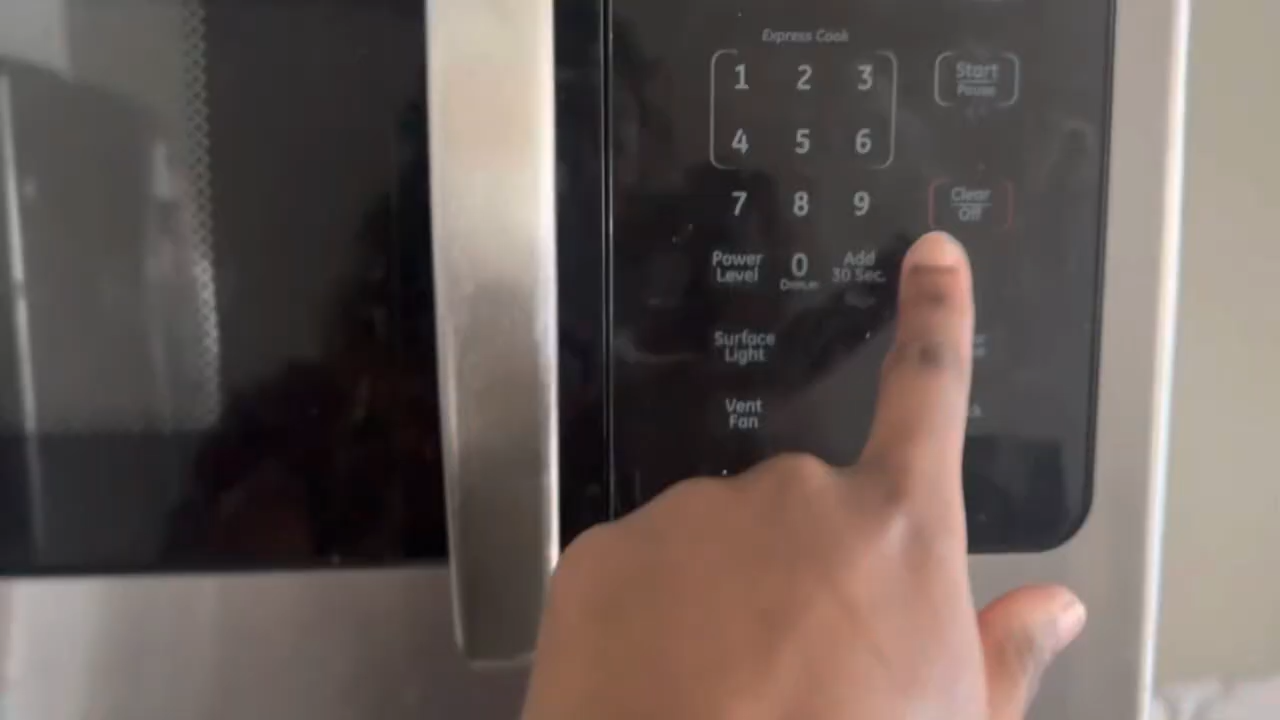 Express Cook
1 2 3
Start
Pause
4 5 6
7 8 9
Clear
Off
Power
Level
0
Add
30 Sec.
Surface
Light
Vent
Fan